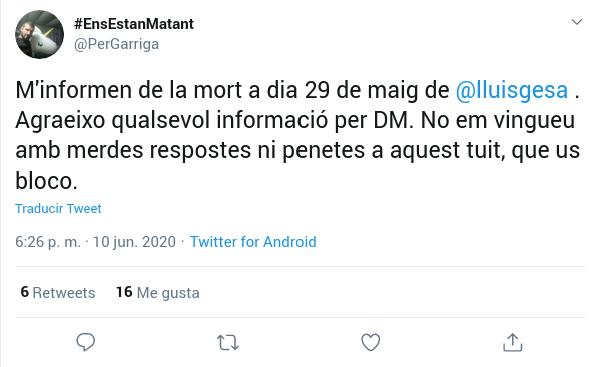 #EnsEstanMatant
@PerGarriga
M'informen de la mort a dia 29 de maig de @lluisgesa .
Agraeixo qualsevol informació per DM. No em vingueu
amb merdes respostes ni penetes a aquest tuit, que us
bloco.
Traducir Tweet
6:26 p. m. · 10 jun. 2020 · Twitter for Android
6 Retweets 16 Me gusta